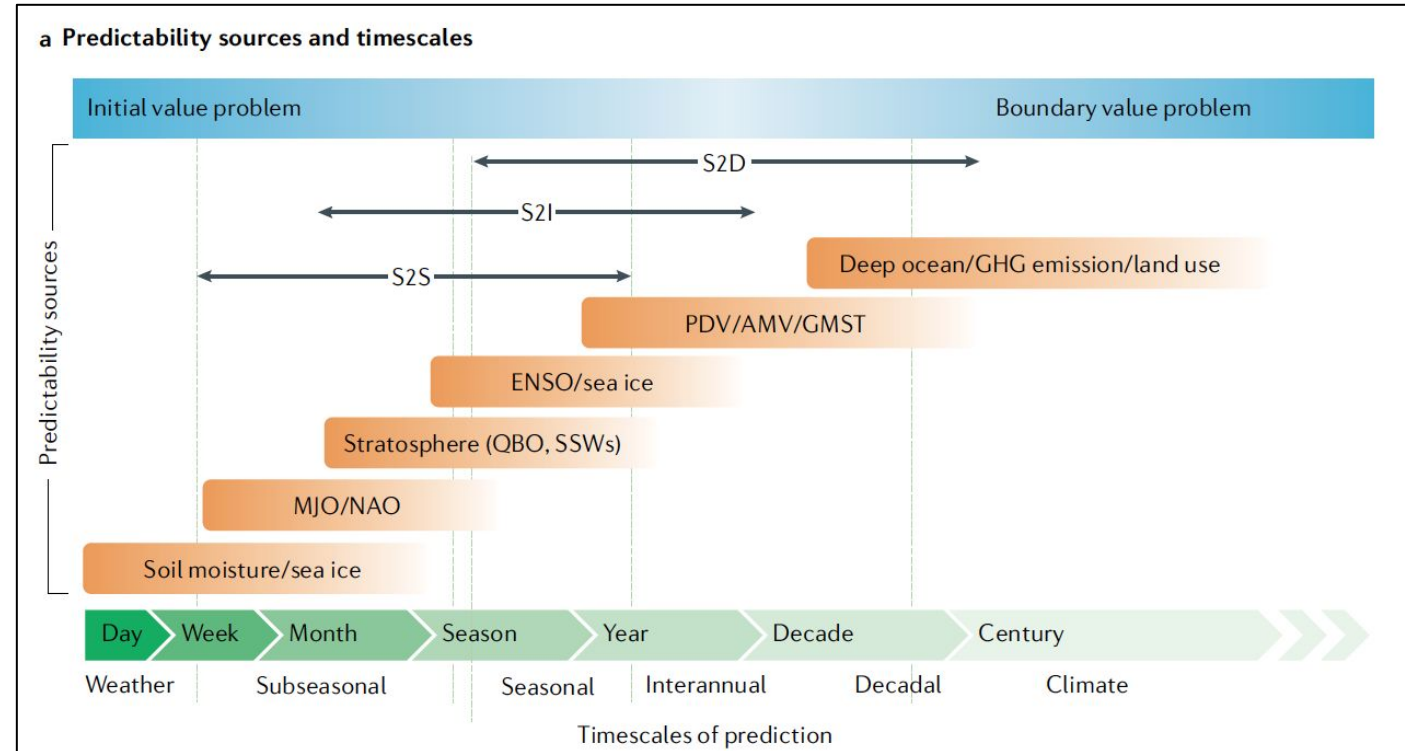 a Predictability sources and timescales
Initial value problem
Boundary value problem
S2D
S2I
S2S
Deep ocean/GHG emission/land use
PDV/AMV/GMST
ENSO/sea ice
Stratosphere (QBO, SSWs)
MJO/NAO
Soil moisture/sea ice
Predictability sources
Day Week Month Season Year Decade Century
Weather Subseasonal Seasonal Interannual Decadal Climate
Timescales of prediction